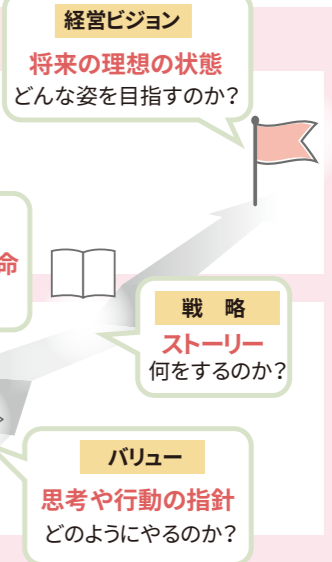 経営ビジョン
将来の理想の状態
どんな姿を目指すのか?
命
戦　略
ストーリー
何をするのか?
バリュー
思考や行動の指針
どのようにやるのか?